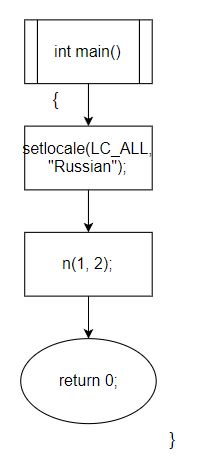 int main()
{
setlocale(LC_ALL,
"Russian");
n(1, 2);
return 0;
}